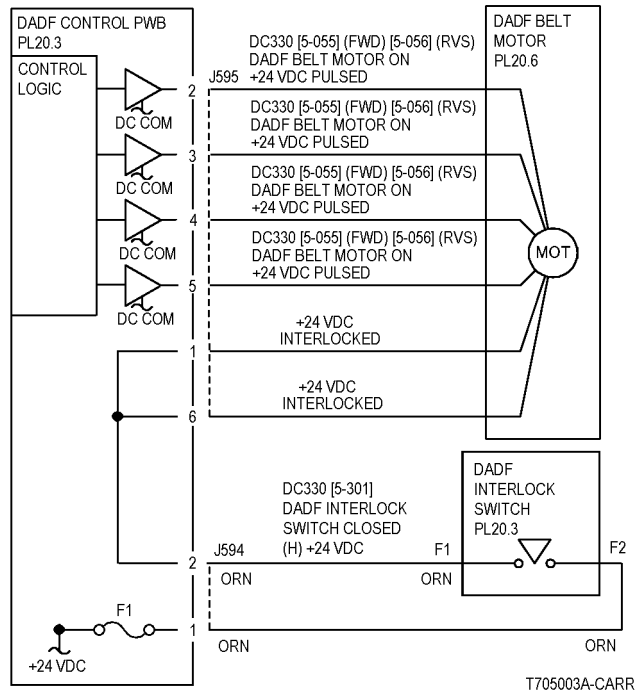 DADF CONTROL PWB
PL20.3
CONTROL
LOGIC
DC COM
DC COM
DC COM
DC COM
2
3
4
5
1
6
2
1
J595
DC330 [5-055] (FWD) [5-056] (RVS)
DADF BELT MOTOR ON
+24 VDC PULSED
DC330 [5-055] (FWD) [5-056] (RVS)
DADF BELT MOTOR ON
+24 VDC PULSED
DC330 [5-055] (FWD) [5-056] (RVS)
DADF BELT MOTOR ON
+24 VDC PULSED
DC330 [5-055] (FWD) [5-056] (RVS)
DADF BELT MOTOR ON
+24 VDC PULSED
+24 VDC
INTERLOCKED
+24 VDC
INTERLOCKED
DADF BELT
MOTOR
PL20.6
MOT
DC330 [5-301]
DADF INTERLOCK
SWITCH CLOSED
(H) +24 VDC
J594
ORN
F1
ORN
DADF
INTERLOCK
SWITCH
PL20.3
F2
F1
+24 VDC
ORN
ORN
T705003A-CARR